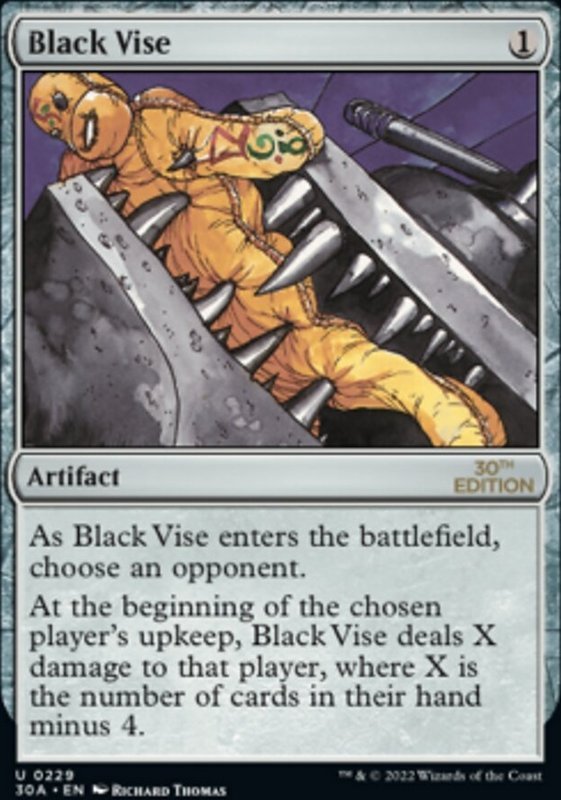 Black Vise 1
Artifact
30TH
EDITION
As Black Vise enters the battlefield,
choose an opponent.
At the beginning of the chosen
player's upkeep, Black Vise deals X
damage to that player, where X is
the number of cards in their hand
minus 4.
U 0229
30A • EN RICHARD THOMAS
™ & © 2022 Wizards of the Coast